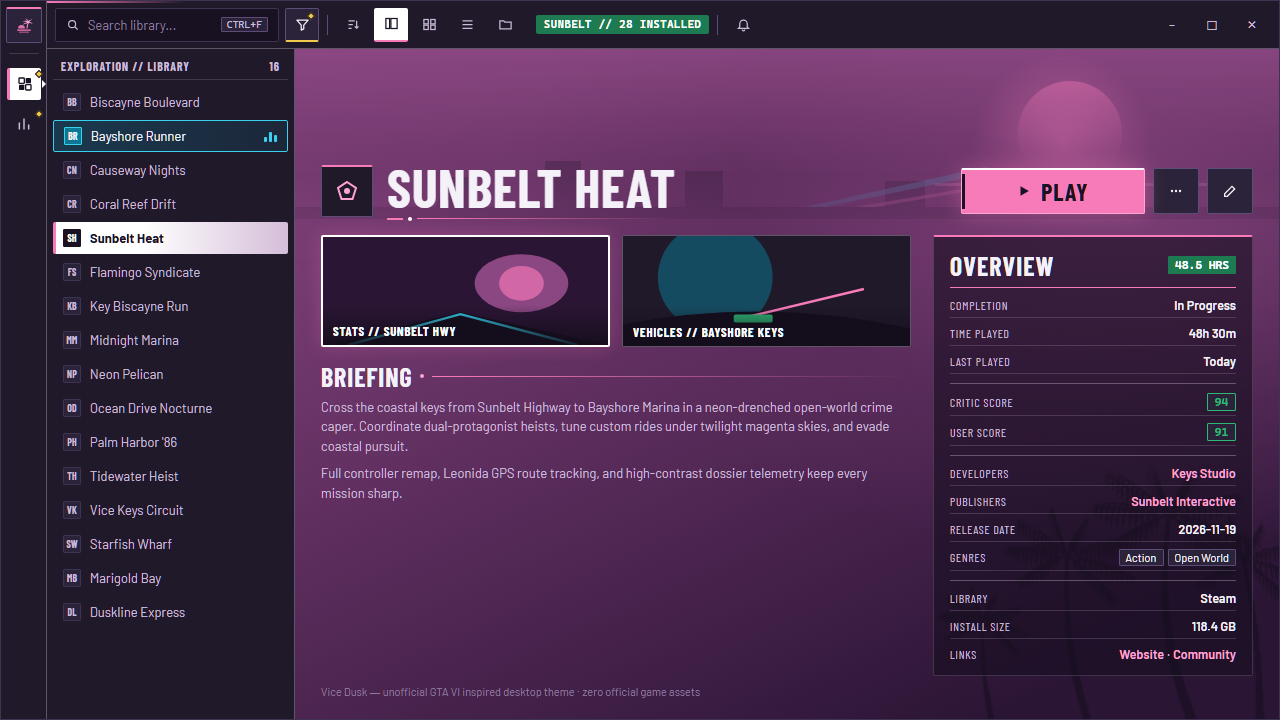 Search library...
CTRL+F
SUNBELT // 28 INSTALLED
EXPLORATION // LIBRARY
16
BB Biscayne Boulevard
BR Bayshore Runner
CN Causeway Nights
CR Coral Reef Drift
SH Sunbelt Heat
FS Flamingo Syndicate
KB Key Biscayne Run
MM Midnight Marina
NP Neon Pelican
OD Ocean Drive Nocturne
PH Palm Harbor '86
TH Tidewater Heist
VK Vice Keys Circuit
SW Starfish Wharf
MB Marigold Bay
DL Duskline Express
SUNBELT HEAT
PLAY
STATS // SUNBELT HWY
VEHICLES // BAYSHORE KEYS
BRIEFING
Cross the coastal keys from Sunbelt Highway to Bayshore Marina in a neon-drenched open-world crime
caper. Coordinate dual-protagonist heists, tune custom rides under twilight magenta skies, and evade
coastal pursuit.
Full controller remap, Leonida GPS route tracking, and high-contrast dossier telemetry keep every
mission sharp.
OVERVIEW
48.5 HRS
COMPLETION In Progress
TIME PLAYED 48h 30m
LAST PLAYED Today
CRITIC SCORE 94
USER SCORE 91
DEVELOPERS Keys Studio
PUBLISHERS Sunbelt Interactive
RELEASE DATE 2026-11-19
GENRES Action Open World
LIBRARY Steam
INSTALL SIZE 118.4 GB
LINKS Website · Community
Vice Dusk — unofficial GTA VI inspired desktop theme · zero official game assets